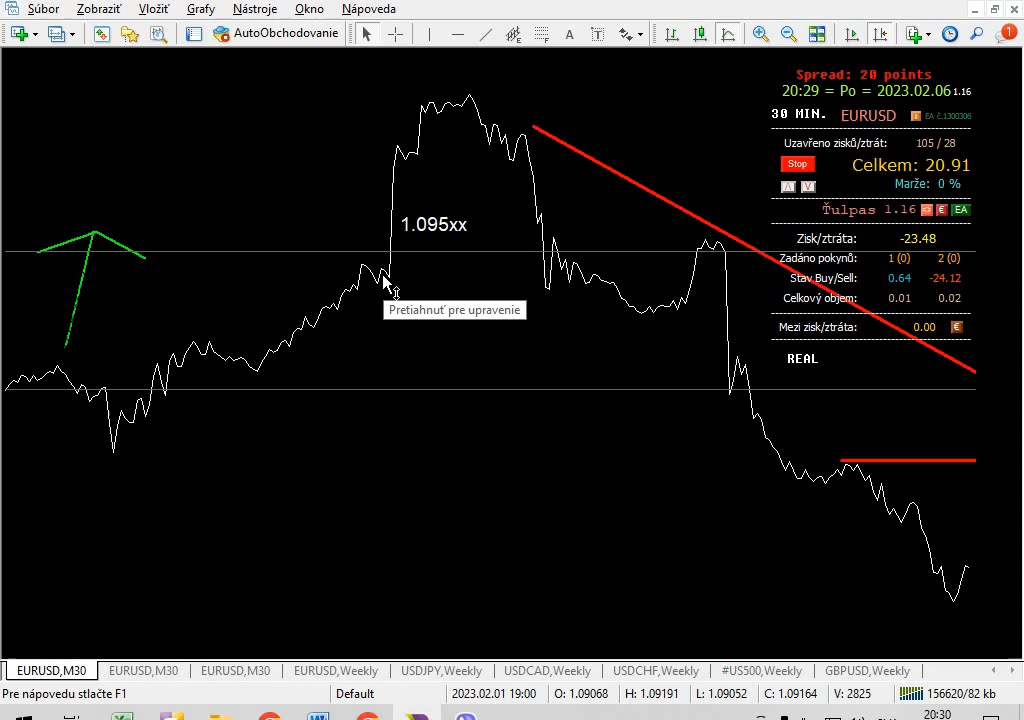 Súbor Zobraziť Vložiť Grafy Nástroje Okno Nápoveda
AutoObchodovanie
1
Spread: 20 points
20:29 = Po = 2023.02.06 1.16
30 MIN. EURUSD EA č.1300306
Uzavřeno zisků/ztrát: 105 / 28
Stop Celkem: 20.91
Marže: 0 %
Ťulpas 1.16 <> € EA
Zisk/ztráta: -23.48
Zadáno pokynů: 1 (0) 2 (0)
Stav Buy/Sell: 0.64 -24.12
Celkový objem: 0.01 0.02
Mezi zisk/ztráta: 0.00 €
REAL
1.095xx
Pretiahnuť pre upravenie
EURUSD,M30 EURUSD,M30 EURUSD,M30 EURUSD,Weekly USDJPY,Weekly USDCAD,Weekly USDCHF,Weekly #US500,Weekly GBPUSD,Weekly
Pre nápovedu stlačte F1 Default 2023.02.01 19:00 O: 1.09068 H: 1.09191 L: 1.09052 C: 1.09164 V: 2825 156620/82 kb
20:30